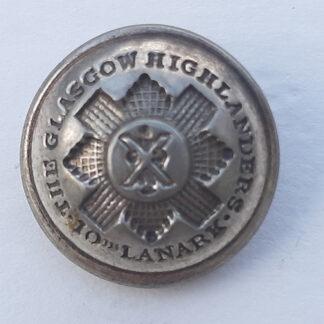 THE GLASGOW HIGHLANDERS
10TH LANARK